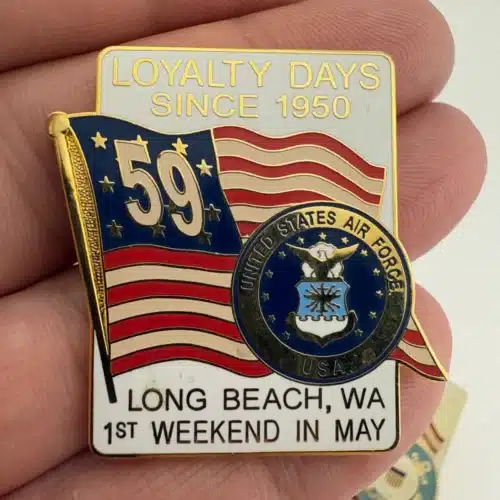 LOYALTY DAYS
SINCE 1950
59
UNITED STATES AIR FORCE
USA
LONG BEACH, WA
1ST WEEKEND IN MAY